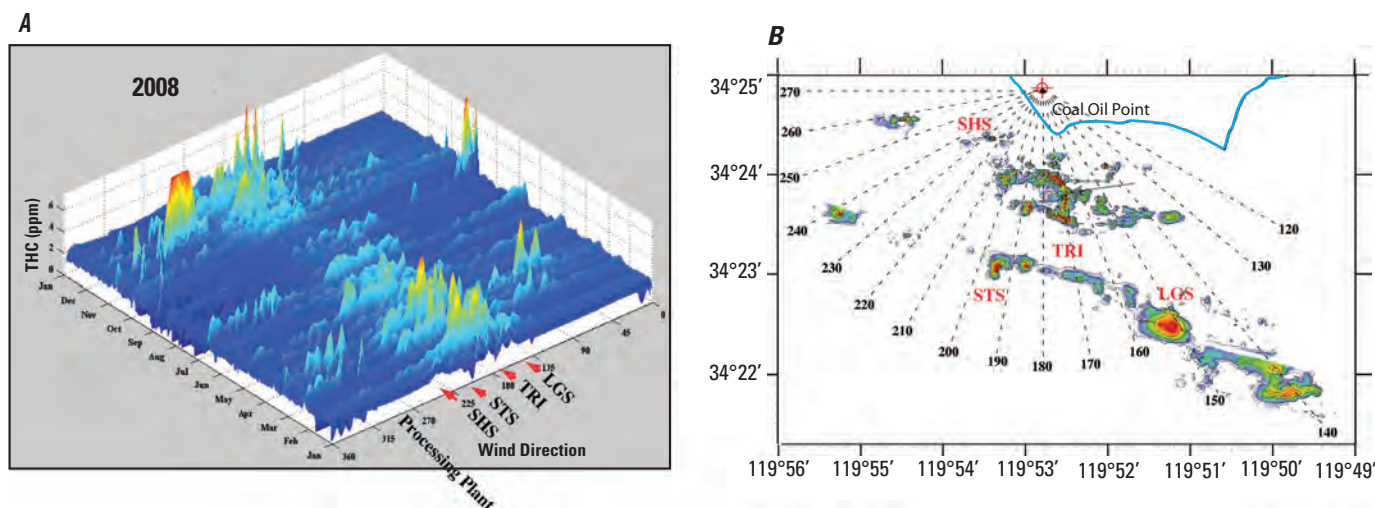 A
2008
THC (ppm)
6
4
2
0
Jan
Dec
Nov
Oct
Sep
Aug
Jul
Jun
May
Apr
Mar
Feb
Jan
360
315
270
225
180
135
90
45
0
Processing Plant
SHS
STS
TRI
LGS
Wind Direction
B
34°25′
34°24′
34°23′
34°22′
270
260
250
240
230
220
210
200
190
180
170
160
150
140
130
120
Coal Oil Point
SHS
TRI
STS
LGS
119°56′ 119°55′ 119°54′ 119°53′ 119°52′ 119°51′ 119°50′ 119°49′